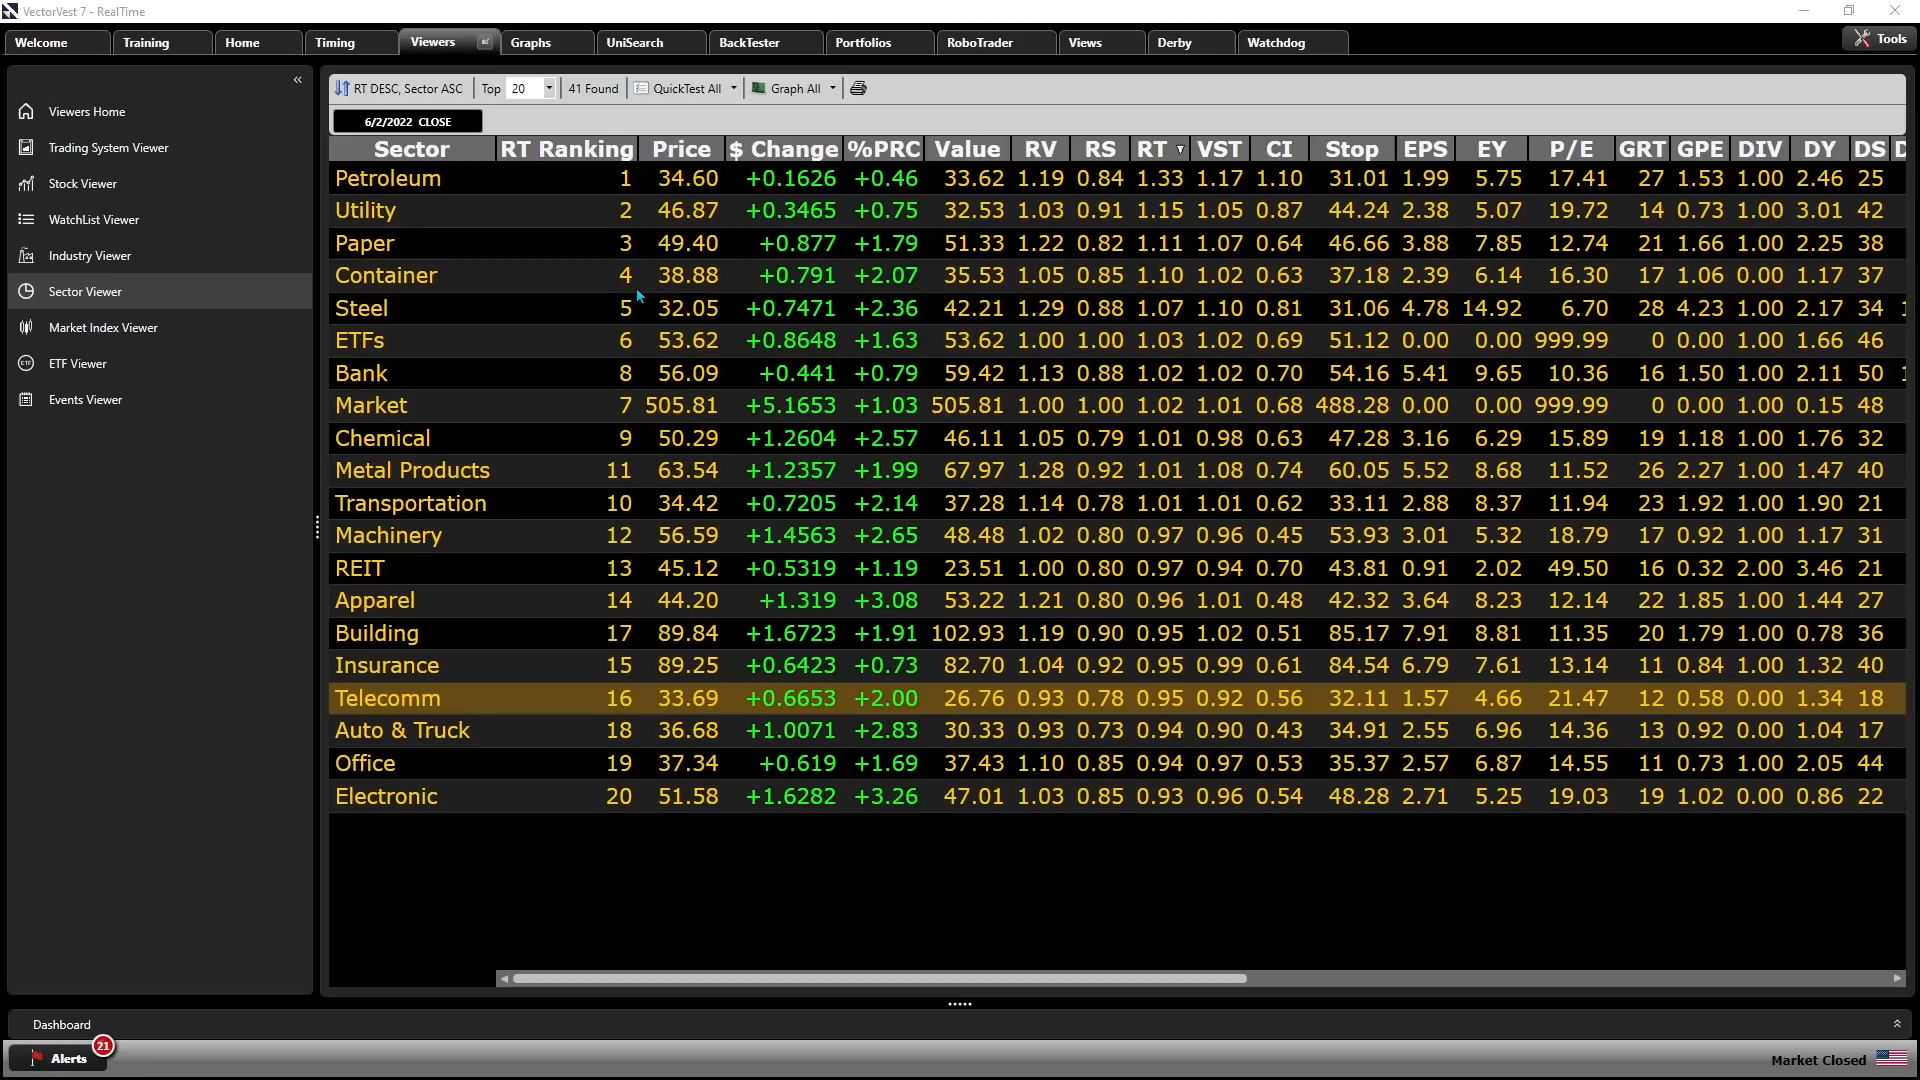 VectorVest 7 - RealTime
Welcome Training Home Timing Viewers Graphs UniSearch BackTester Portfolios RoboTrader Views Derby Watchdog Tools
Viewers Home
Trading System Viewer
Stock Viewer
WatchList Viewer
Industry Viewer
Sector Viewer
Market Index Viewer
ETF Viewer
Events Viewer
RT DESC, Sector ASC Top 20 41 Found QuickTest All Graph All
6/2/2022 CLOSE
Sector RT Ranking Price $ Change %PRC Value RV RS RT VST CI Stop EPS EY P/E GRT GPE DIV DY DS
Petroleum 1 34.60 +0.1626 +0.46 33.62 1.19 0.84 1.33 1.17 1.10 31.01 1.99 5.75 17.41 27 1.53 1.00 2.46 25
Utility 2 46.87 +0.3465 +0.75 32.53 1.03 0.91 1.15 1.05 0.87 44.24 2.38 5.07 19.72 14 0.73 1.00 3.01 42
Paper 3 49.40 +0.877 +1.79 51.33 1.22 0.82 1.11 1.07 0.64 46.66 3.88 7.85 12.74 21 1.66 1.00 2.25 38
Container 4 38.88 +0.791 +2.07 35.53 1.05 0.85 1.10 1.02 0.63 37.18 2.39 6.14 16.30 17 1.06 0.00 1.17 37
Steel 5 32.05 +0.7471 +2.36 42.21 1.29 0.88 1.07 1.10 0.81 31.06 4.78 14.92 6.70 28 4.23 1.00 2.17 34
ETFs 6 53.62 +0.8648 +1.63 53.62 1.00 1.00 1.03 1.02 0.69 51.12 0.00 0.00 999.99 0 0.00 1.00 1.66 46
Bank 8 56.09 +0.441 +0.79 59.42 1.13 0.88 1.02 1.02 0.70 54.16 5.41 9.65 10.36 16 1.50 1.00 2.11 50
Market 7 505.81 +5.1653 +1.03 505.81 1.00 1.00 1.02 1.01 0.68 488.28 0.00 0.00 999.99 0 0.00 1.00 0.15 48
Chemical 9 50.29 +1.2604 +2.57 46.11 1.05 0.79 1.01 0.98 0.63 47.28 3.16 6.29 15.89 19 1.18 1.00 1.76 32
Metal Products 11 63.54 +1.2357 +1.99 67.97 1.28 0.92 1.01 1.08 0.74 60.05 5.52 8.68 11.52 26 2.27 1.00 1.47 40
Transportation 10 34.42 +0.7205 +2.14 37.28 1.14 0.78 1.01 1.01 0.62 33.11 2.88 8.37 11.94 23 1.92 1.00 1.90 21
Machinery 12 56.59 +1.4563 +2.65 48.48 1.02 0.80 0.97 0.96 0.45 53.93 3.01 5.32 18.79 17 0.92 1.00 1.17 31
REIT 13 45.12 +0.5319 +1.19 23.51 1.00 0.80 0.97 0.94 0.70 43.81 0.91 2.02 49.50 16 0.32 2.00 3.46 21
Apparel 14 44.20 +1.319 +3.08 53.22 1.21 0.80 0.96 1.01 0.48 42.32 3.64 8.23 12.14 22 1.85 1.00 1.44 27
Building 17 89.84 +1.6723 +1.91 102.93 1.19 0.90 0.95 1.02 0.51 85.17 7.91 8.81 11.35 20 1.79 1.00 0.78 36
Insurance 15 89.25 +0.6423 +0.73 82.70 1.04 0.92 0.95 0.99 0.61 84.54 6.79 7.61 13.14 11 0.84 1.00 1.32 40
Telecomm 16 33.69 +0.6653 +2.00 26.76 0.93 0.78 0.95 0.92 0.56 32.11 1.57 4.66 21.47 12 0.58 0.00 1.34 18
Auto & Truck 18 36.68 +1.0071 +2.83 30.33 0.93 0.73 0.94 0.90 0.43 34.91 2.55 6.96 14.36 13 0.92 0.00 1.04 17
Office 19 37.34 +0.619 +1.69 37.43 1.10 0.85 0.94 0.97 0.53 35.37 2.57 6.87 14.55 11 0.73 1.00 2.05 44
Electronic 20 51.58 +1.6282 +3.26 47.01 1.03 0.85 0.93 0.96 0.54 48.28 2.71 5.25 19.03 19 1.02 0.00 0.86 22
Dashboard
Alerts 21
Market Closed